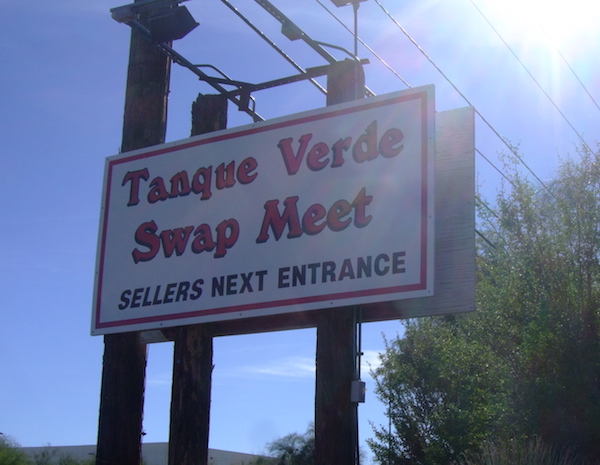 Tanque Verde
Swap Meet
SELLERS NEXT ENTRANCE